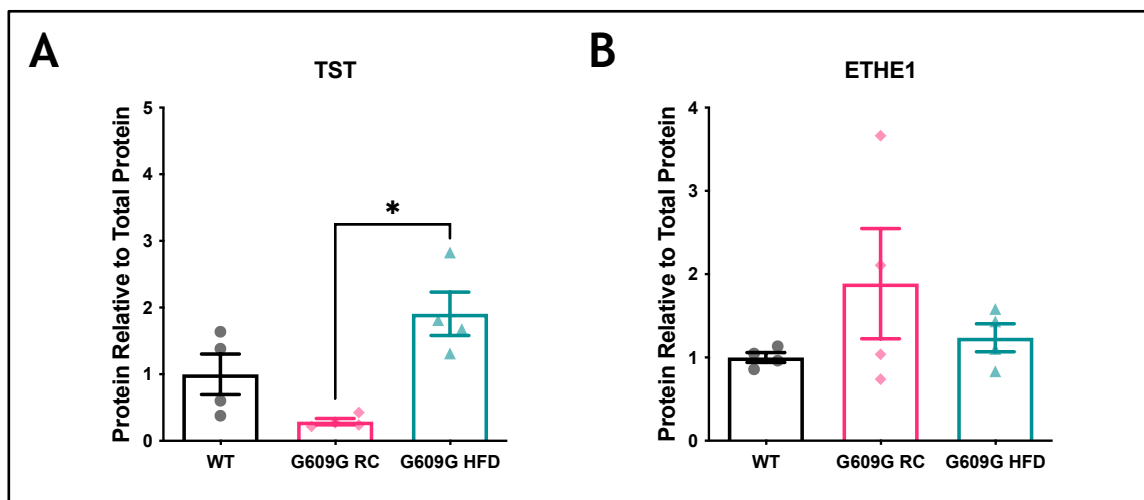 A
TST
Protein Relative to Total Protein
5
4
3
2
1
0
*
WT
G609G RC
G609G HFD
B
ETHE1
Protein Relative to Total Protein
4
3
2
1
0
WT
G609G RC
G609G HFD